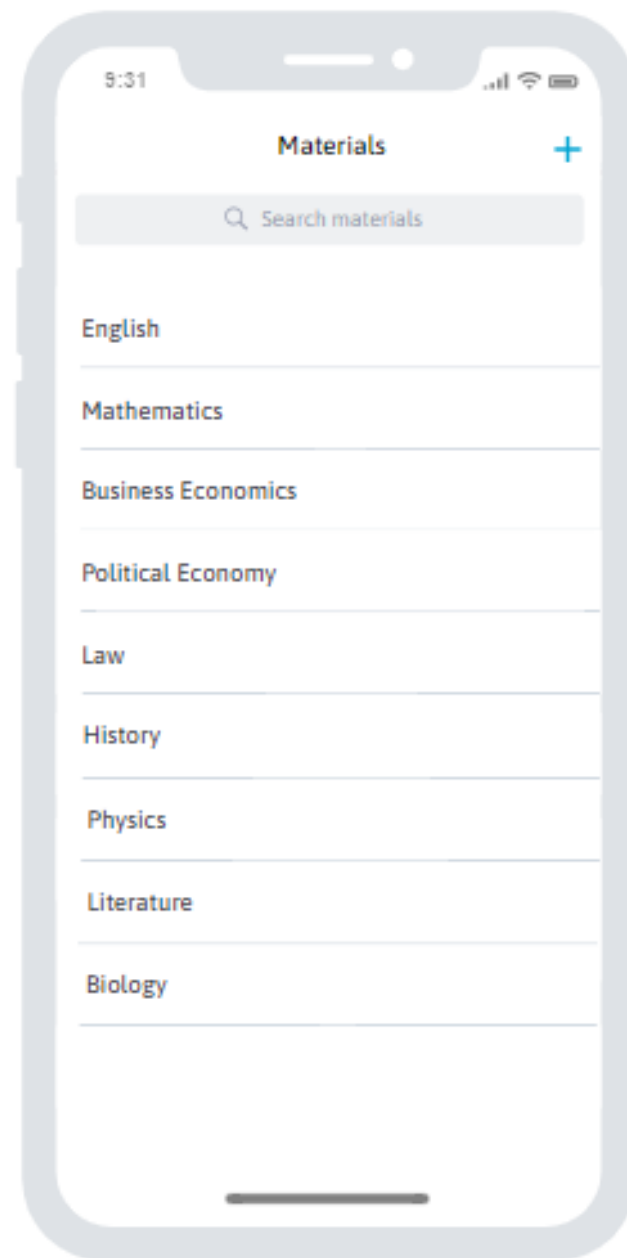 9:31
Materials
Search materials
English
Mathematics
Business Economics
Political Economy
Law
History
Physics
Literature
Biology